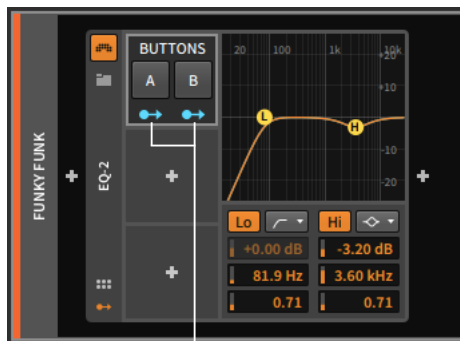 FUNKY FUNK
EQ-2
BUTTONS
A B
20 100 1k 10k
+20
+10
-10
-20
L
H
Lo Hi
+0.00 dB -3.20 dB
81.9 Hz 3.60 kHz
0.71 0.71